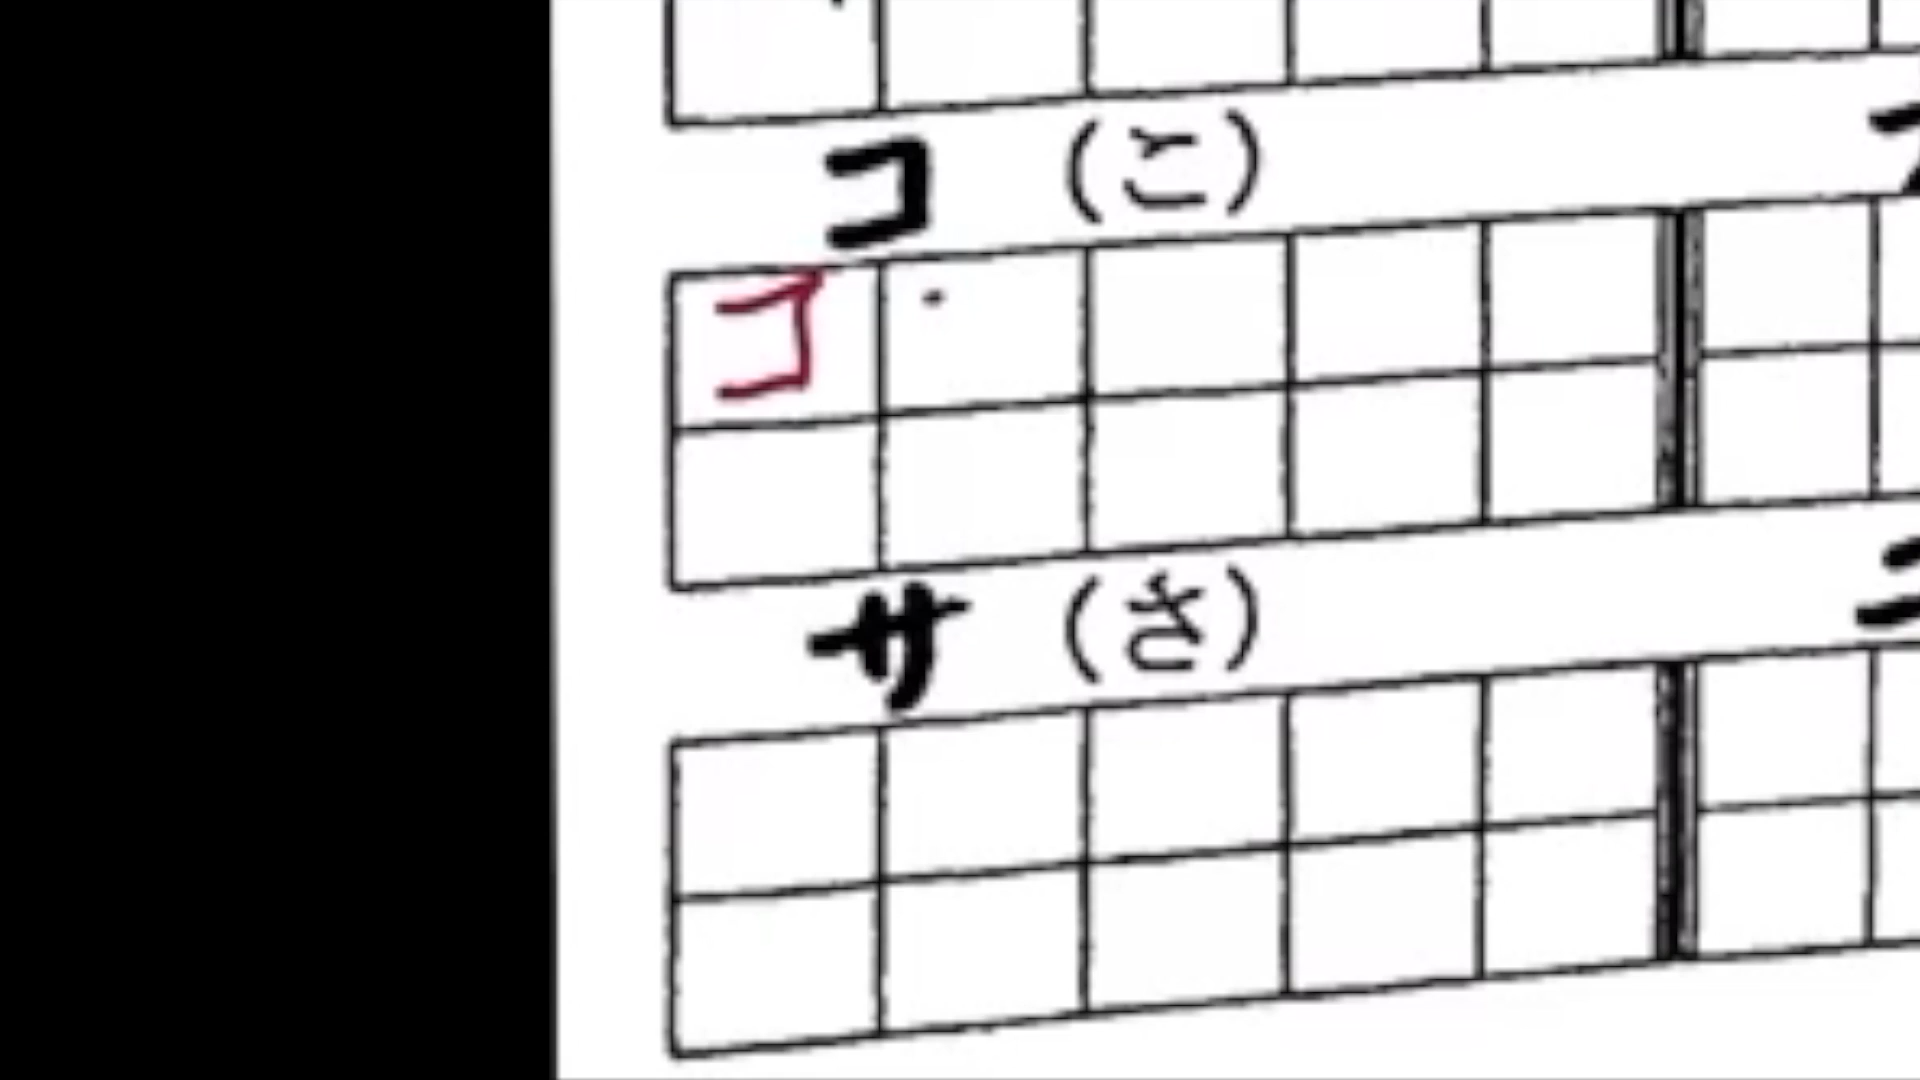 コ (こ)
コ
サ (さ)